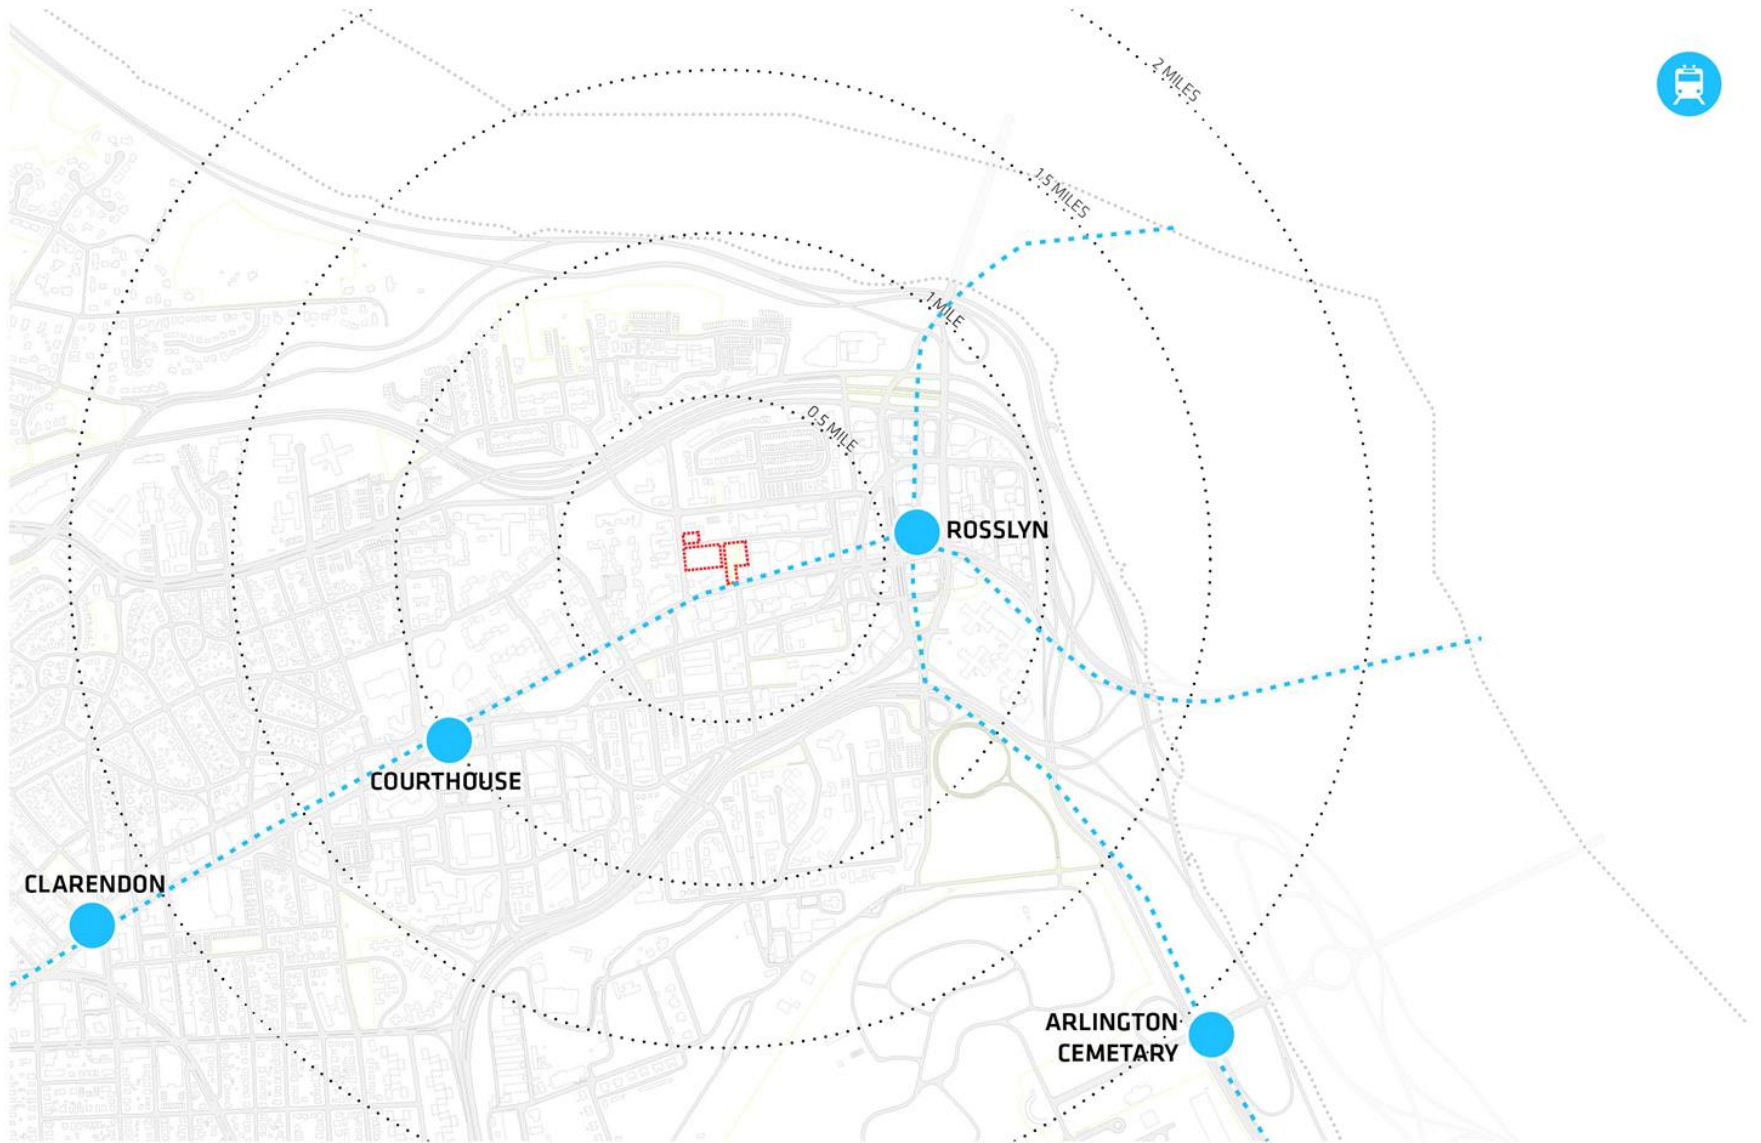 2 MILES
1.5 MILES
1 MILE
0.5 MILE
ROSSLYN
COURTHOUSE
CLARENDON
ARLINGTON
CEMETARY